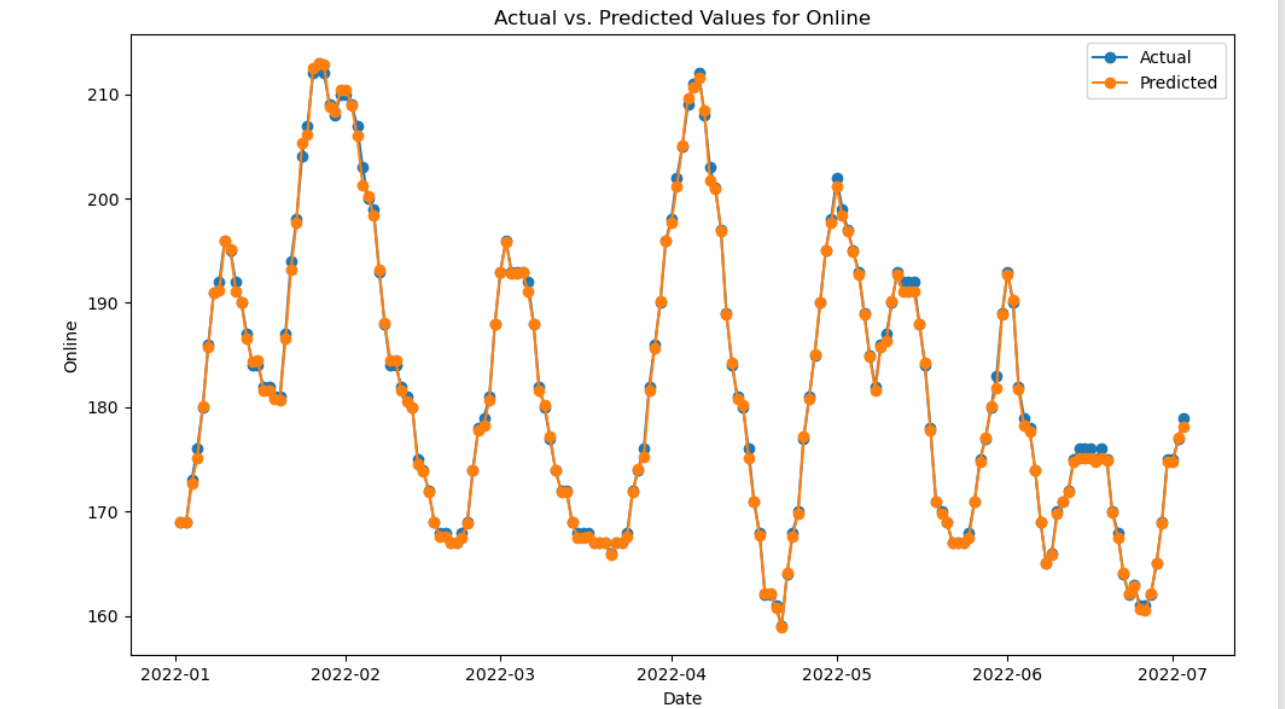 Actual vs. Predicted Values for Online
Actual
Predicted
210
200
190
180
170
160
Online
2022-01 2022-02 2022-03 2022-04 2022-05 2022-06 2022-07
Date